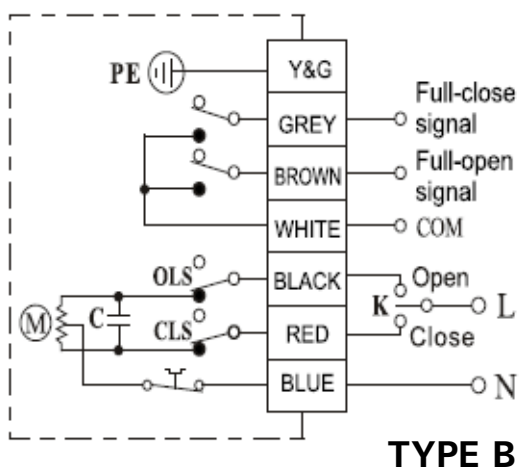 PE
Y&G
GREY
Full-close
signal
BROWN
Full-open
signal
WHITE
COM
OLS
BLACK
Open
K
L
M
C
CLS
RED
Close
BLUE
N
TYPE B